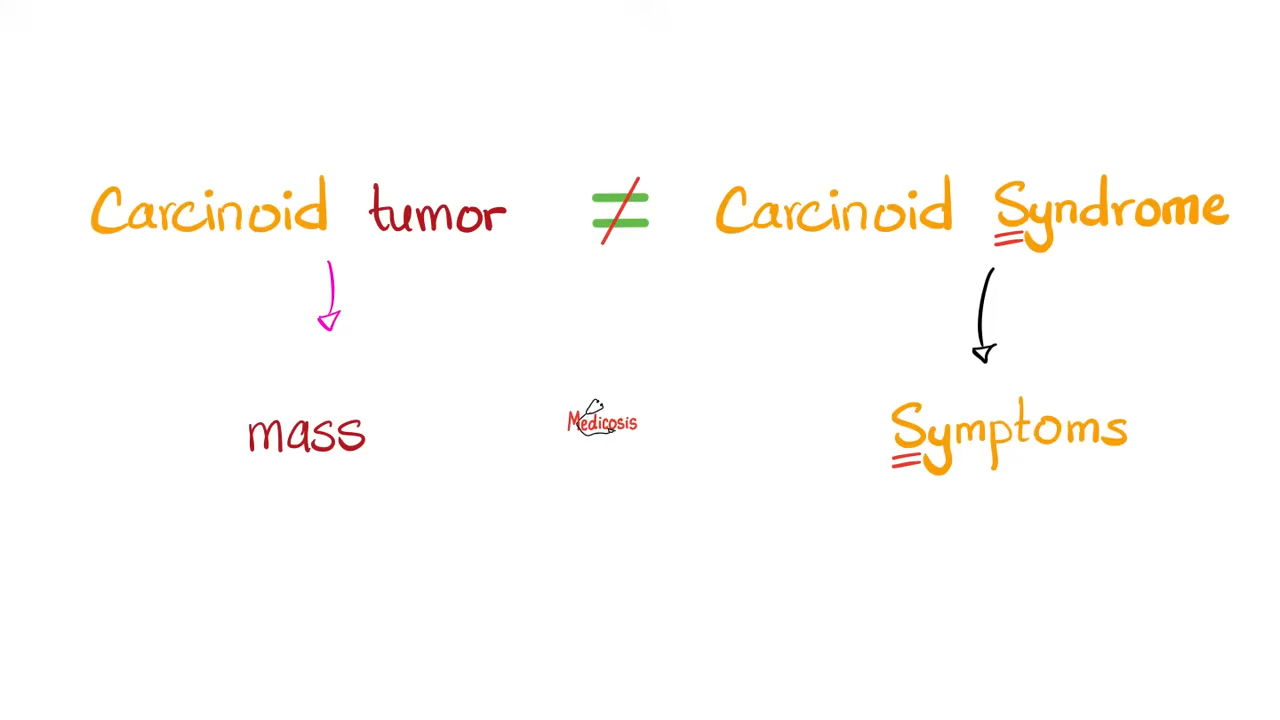 Carcinoid tumor ≠ Carcinoid Syndrome
mass
Medicosis
Symptoms